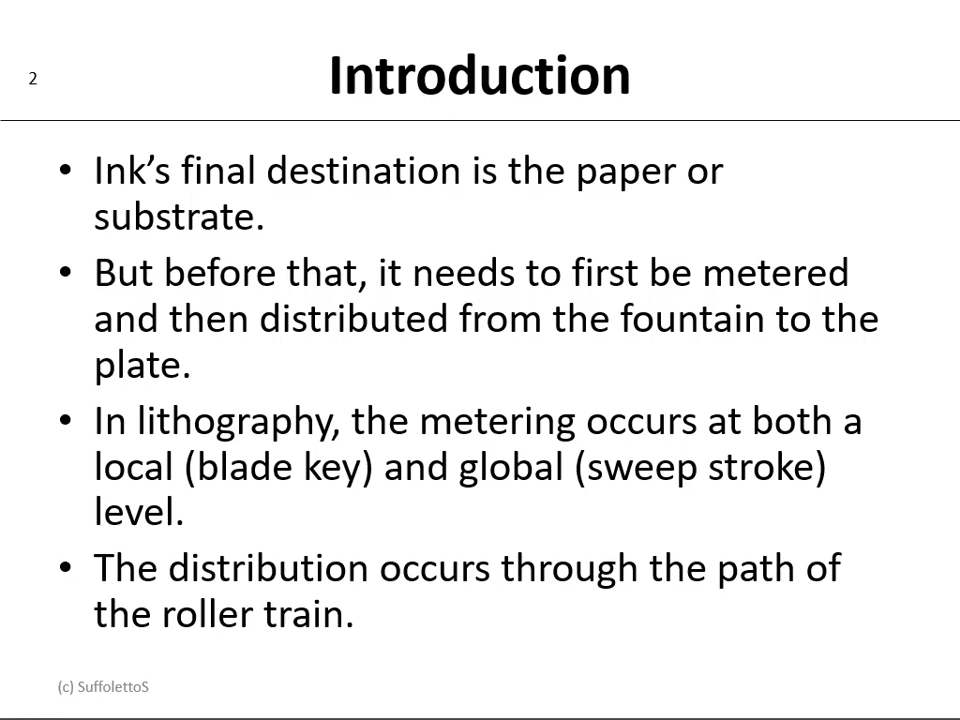 2
Introduction
• Ink’s final destination is the paper or
substrate.
• But before that, it needs to first be metered
and then distributed from the fountain to the
plate.
• In lithography, the metering occurs at both a
local (blade key) and global (sweep stroke)
level.
• The distribution occurs through the path of
the roller train.
(c) SuffolettoS